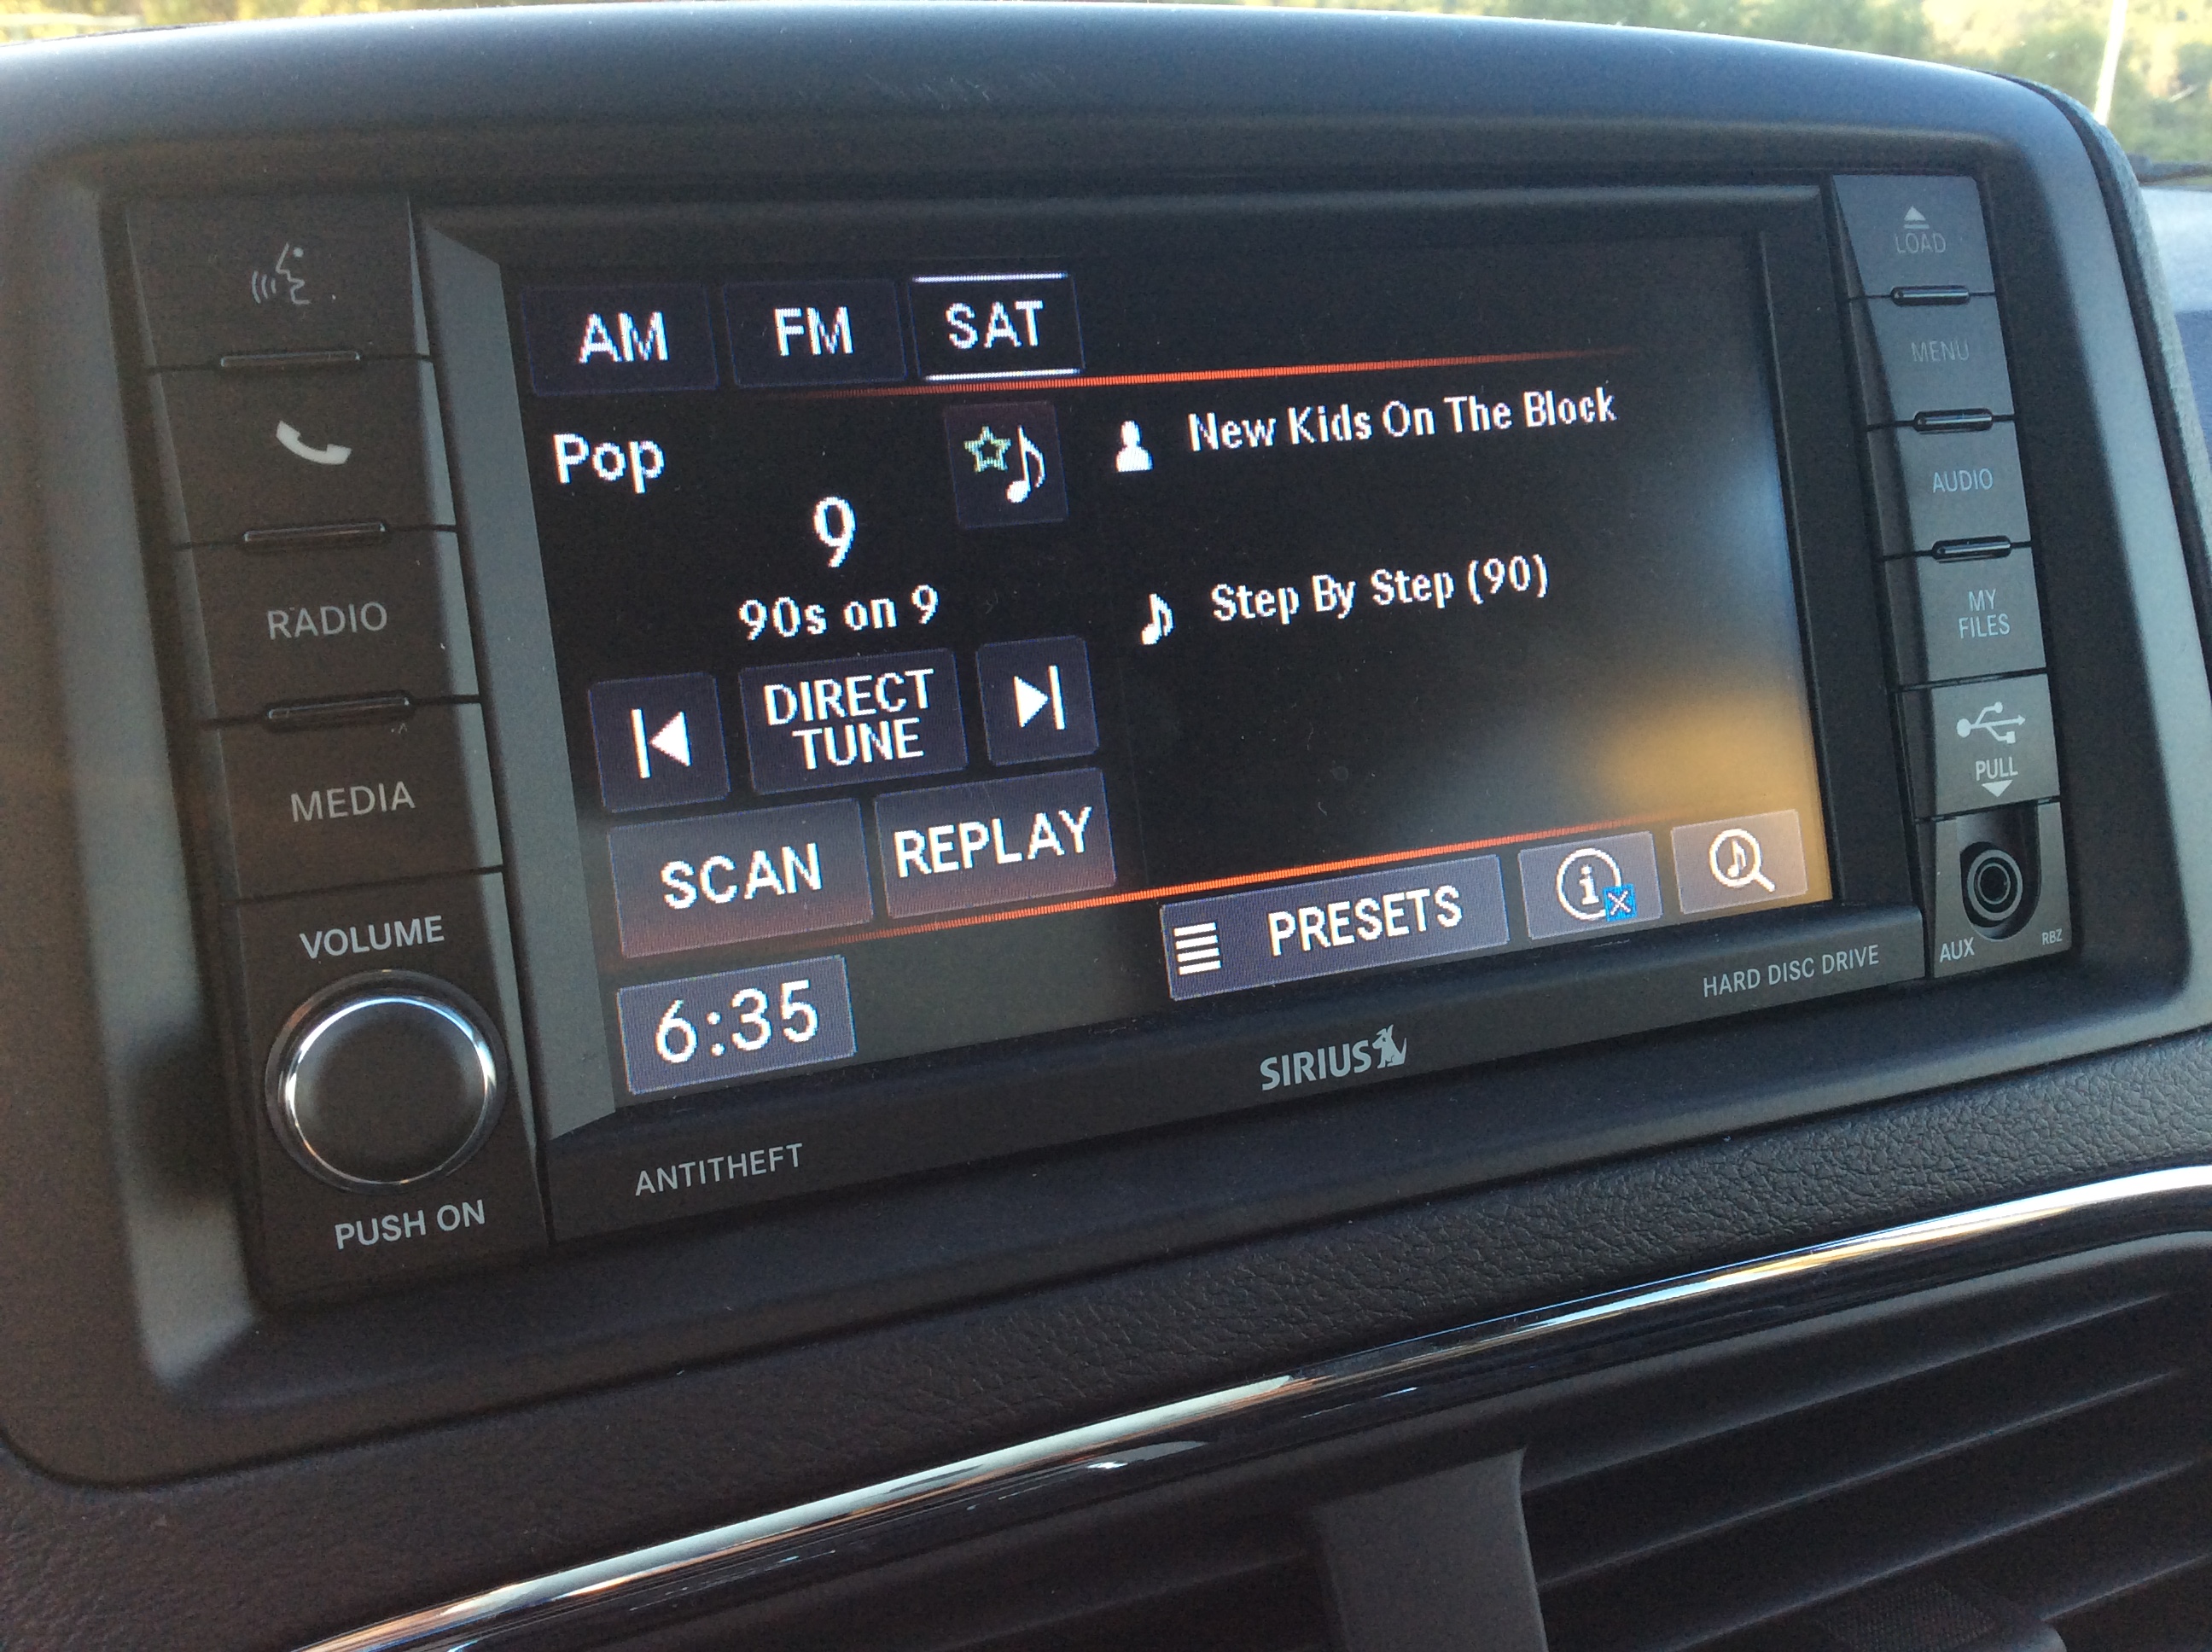 AM
FM
SAT
Pop
9
90s on 9
DIRECT
TUNE
SCAN
REPLAY
6:35
New Kids On The Block
Step By Step (90)
PRESETS
RADIO
MEDIA
VOLUME
PUSH ON
ANTITHEFT
SIRIUS
HARD DISC DRIVE
LOAD
MENU
AUDIO
MY
FILES
PULL
AUX
RBZ